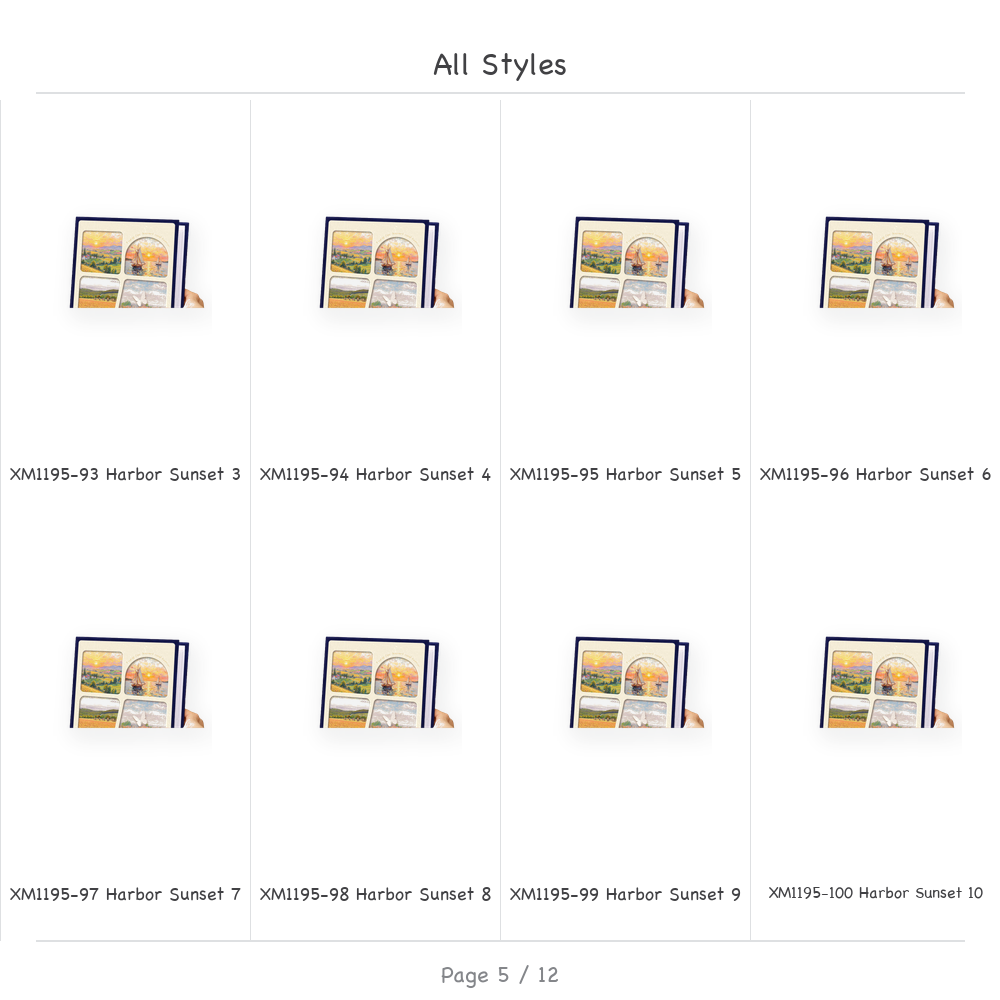 All Styles
XM1195-93 Harbor Sunset 3
XM1195-94 Harbor Sunset 4
XM1195-95 Harbor Sunset 5
XM1195-96 Harbor Sunset 6
XM1195-97 Harbor Sunset 7
XM1195-98 Harbor Sunset 8
XM1195-99 Harbor Sunset 9
XM1195-100 Harbor Sunset 10
Page 5 / 12